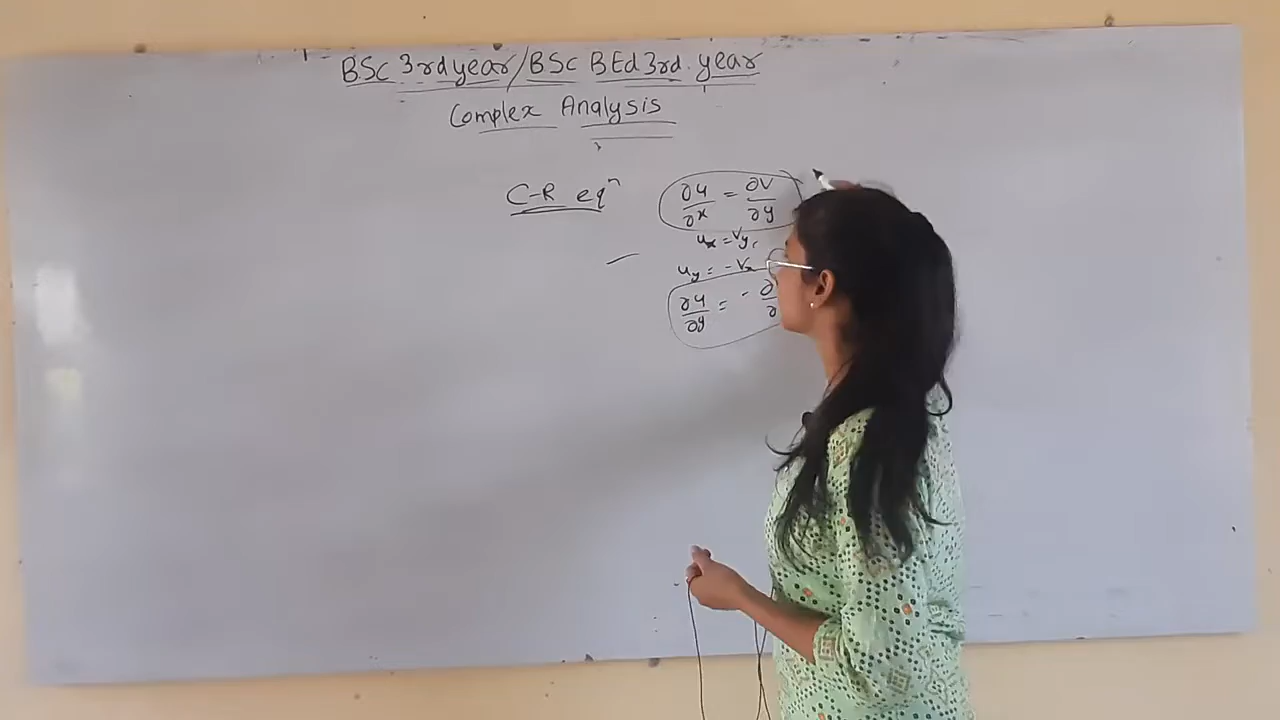 BSc 3rd year/BSc BEd 3rd. year
Complex Analysis
C-R eqⁿ ∂u/∂x = ∂v/∂y
ux = vy,
uy = -vx
∂u/∂y = - ∂